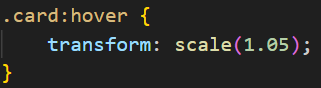 .card:hover {
    transform: scale(1.05);
}